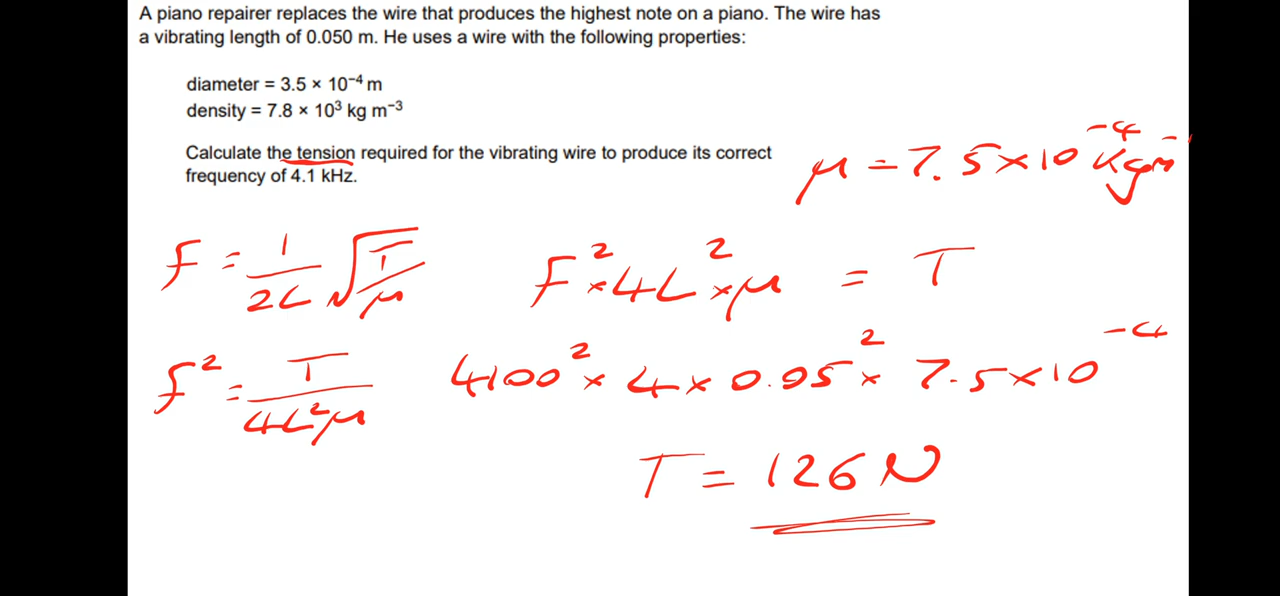 A piano repairer replaces the wire that produces the highest note on a piano. The wire has
a vibrating length of 0.050 m. He uses a wire with the following properties:
diameter = 3.5 × 10⁻⁴ m
density = 7.8 × 10³ kg m⁻³
Calculate the tension required for the vibrating wire to produce its correct
frequency of 4.1 kHz.
μ = 7.5 × 10⁻⁴ kgm⁻
f = 1/2L √T/μ
F² × 4L² × μ = T
f² = T/4L²μ
4100² × 4 × 0.05² × 7.5 × 10⁻⁴
T = 126 N